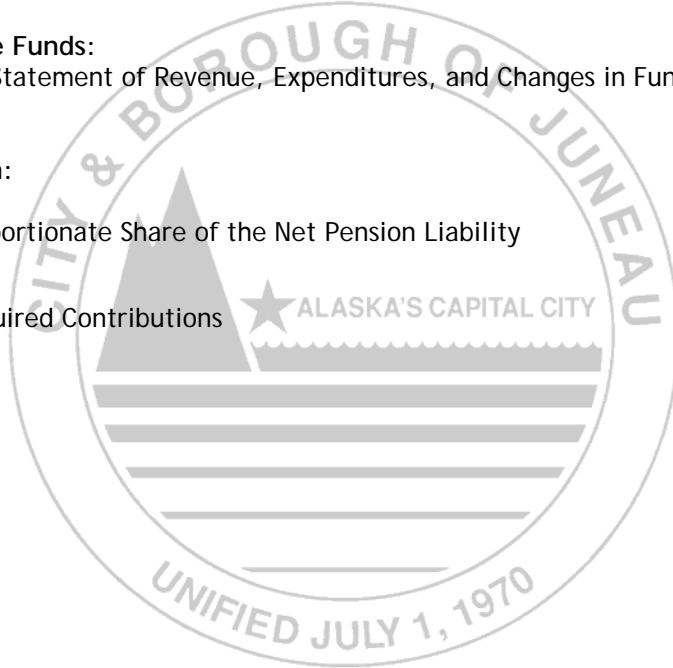 e Funds:
Statement of Revenue, Expenditures, and Changes in Fun
:
ortionate Share of the Net Pension Liability
uired Contributions
CITY & BOROUGH OF JUNEAU
ALASKA'S CAPITAL CITY
UNIFIED JULY 1, 1970